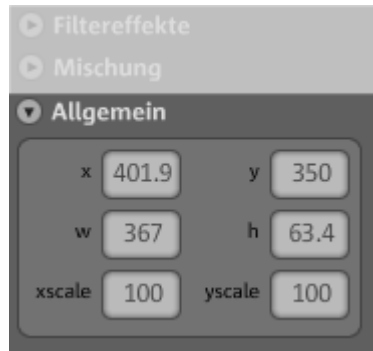 Filtereffekte
Mischung
Allgemein
x 401.9 y 350
w 367 h 63.4
xscale 100 yscale 100